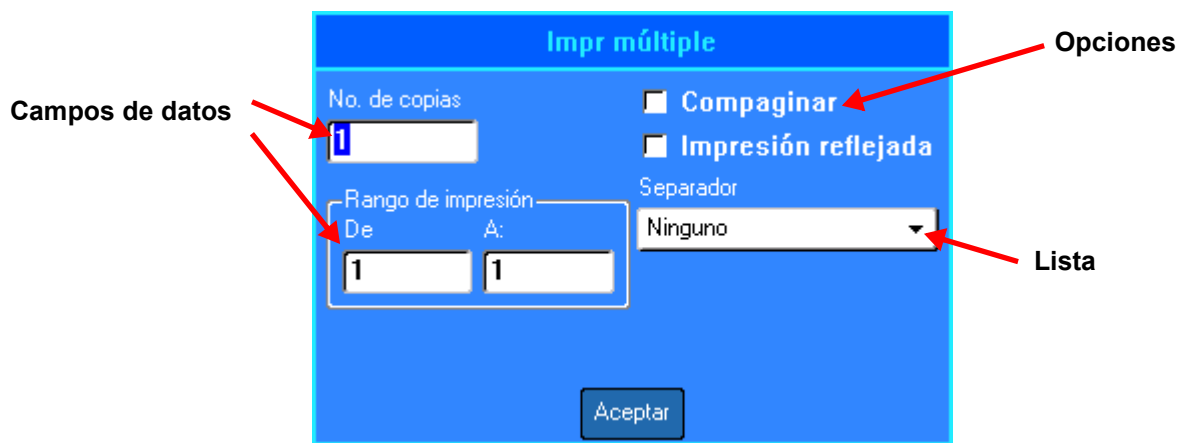 Impr múltiple
Opciones
Campos de datos
No. de copias
1
Compaginar
Impresión reflejada
Rango de impresión
De
A:
1
1
Separador
Ninguno
Lista
Aceptar